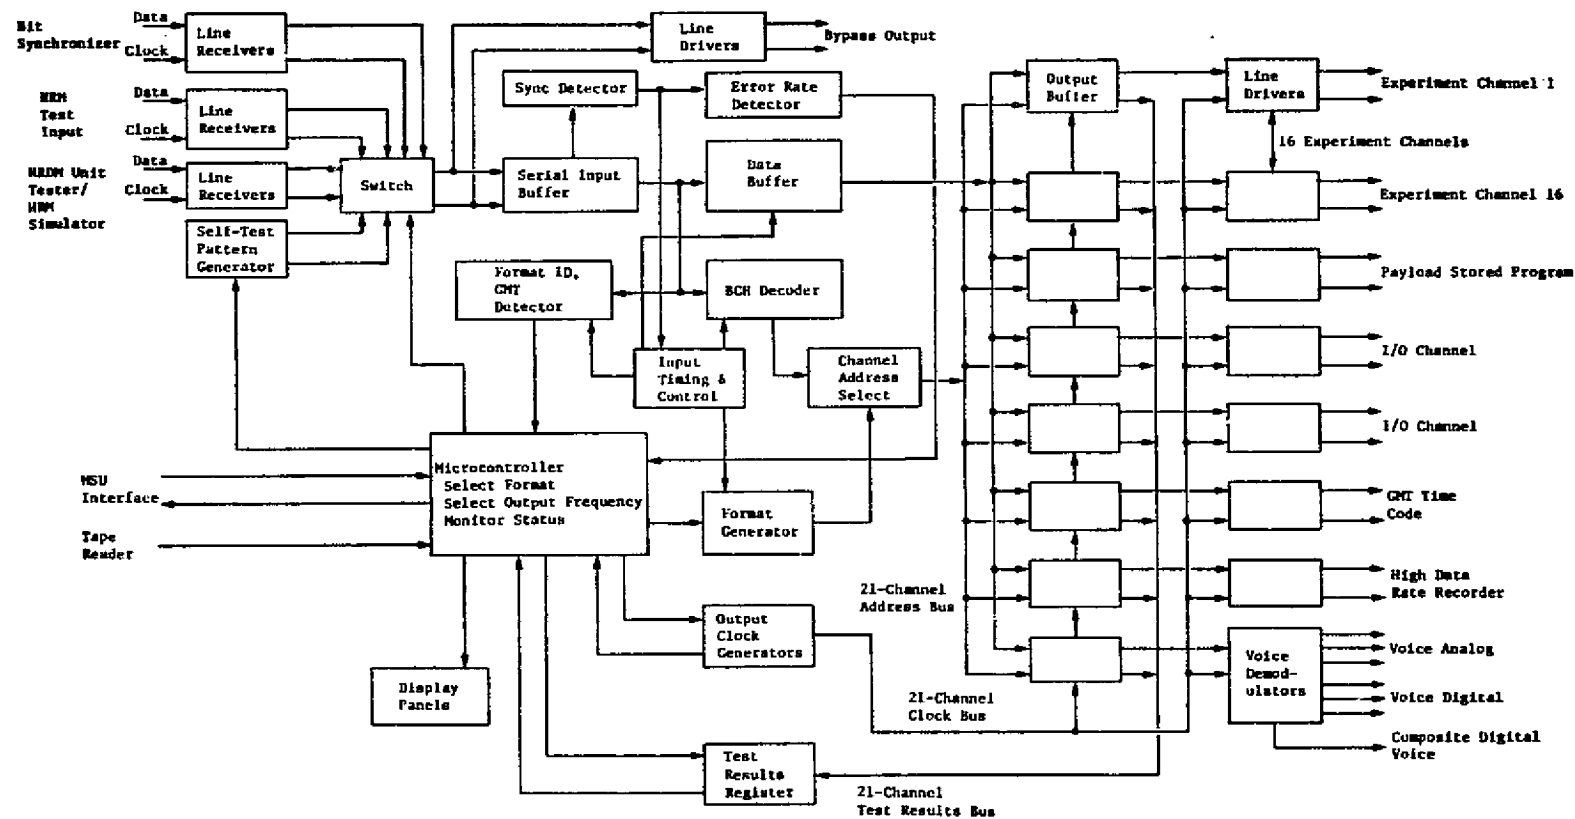 Bit
Synchronizer
Data
Clock
Line
Receivers
Line
Drivers
Bypass Output
HRM
Test
Input
Data
Clock
Line
Receivers
Sync Detector
Error Rate
Detector
Output
Buffer
Line
Drivers
Experiment Channel 1
16 Experiment Channels
HRDM Unit
Tester/
HRM
Simulator
Data
Clock
Line
Receivers
Switch
Serial Input
Buffer
Data
Buffer
Experiment Channel 16
Self-Test
Pattern
Generator
Format ID,
GMT
Detector
BCH Decoder
Payload Stored Program
Input
Timing &
Control
Channel
Address
Select
I/O Channel
I/O Channel
MSU
Interface
Tape
Reader
Microcontroller
Select Format
Select Output Frequency
Monitor Status
Format
Generator
GMT Time
Code
21-Channel
Address Bus
High Data
Rate Recorder
Output
Clock
Generators
Display
Panels
21-Channel
Clock Bus
Voice
Demod-
ulators
Voice Analog
Voice Digital
Composite Digital
Voice
Test
Results
Register
21-Channel
Test Results Bus